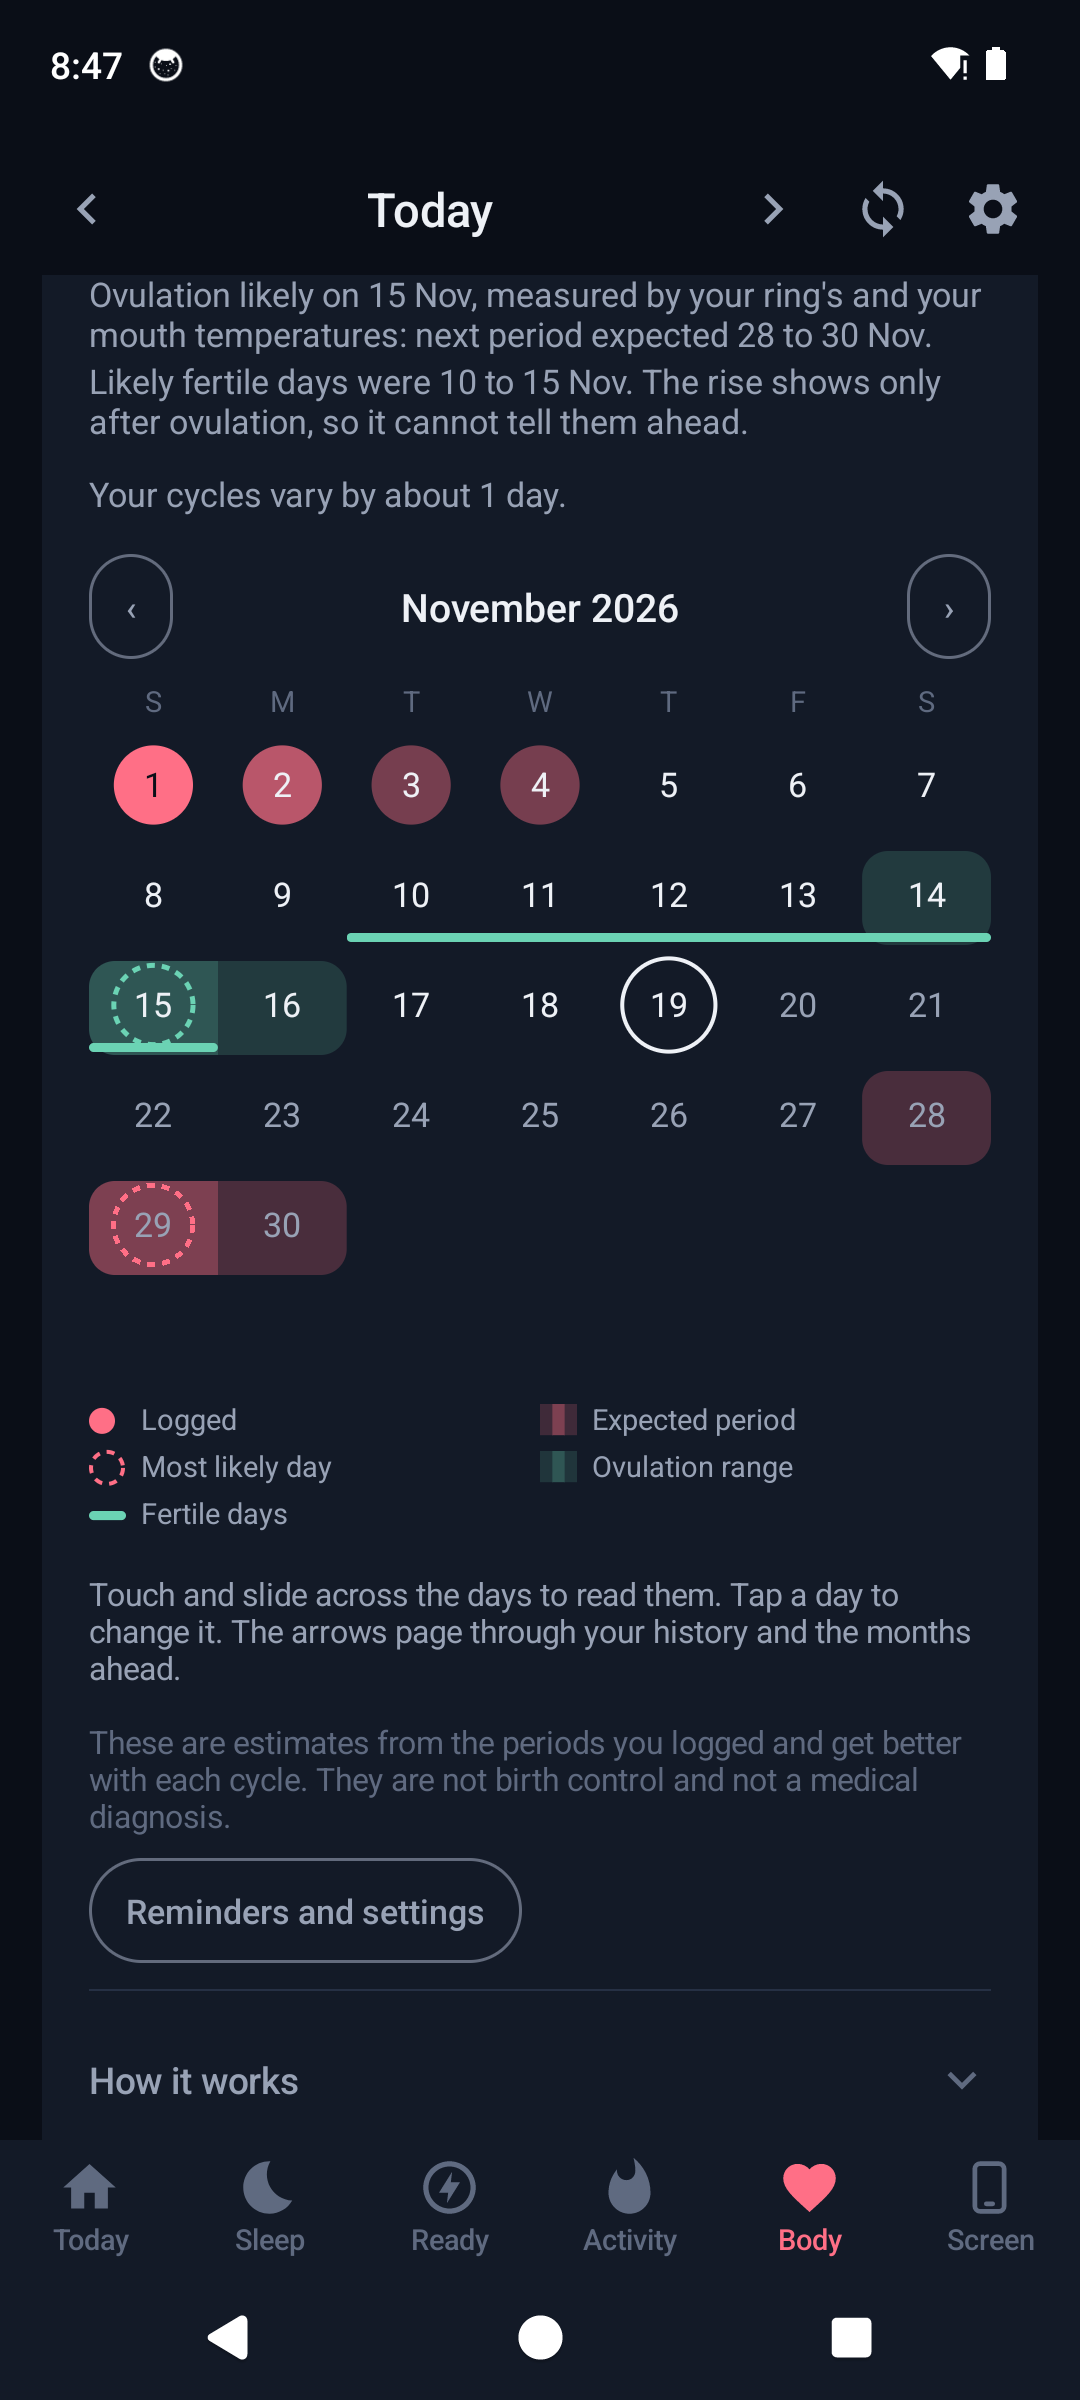 8:47
Today
Ovulation likely on 15 Nov, measured by your ring's and your
mouth temperatures: next period expected 28 to 30 Nov.
Likely fertile days were 10 to 15 Nov. The rise shows only
after ovulation, so it cannot tell them ahead.
Your cycles vary by about 1 day.
‹ November 2026 ›
S M T W T F S
1 2 3 4 5 6 7
8 9 10 11 12 13 14
15 16 17 18 19 20 21
22 23 24 25 26 27 28
29 30
Logged Expected period
Most likely day Ovulation range
Fertile days
Touch and slide across the days to read them. Tap a day to
change it. The arrows page through your history and the months
ahead.
These are estimates from the periods you logged and get better
with each cycle. They are not birth control and not a medical
diagnosis.
Reminders and settings
How it works
Today Sleep Ready Activity Body Screen